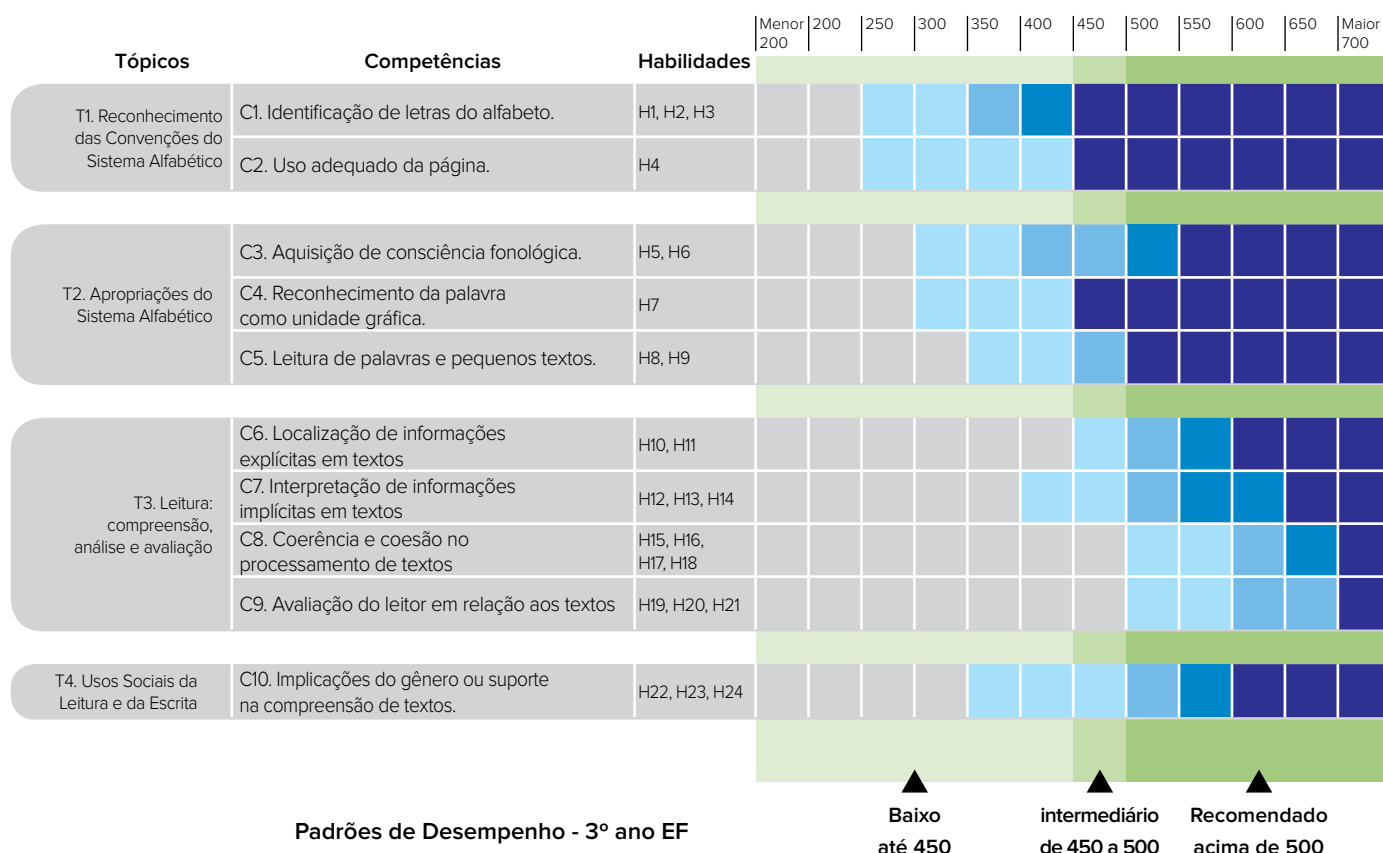 Menor 200 250 300 350 400 450 500 550 600 650 Maior
200 700
Tópicos Competências Habilidades
T1. Reconhecimento
das Convenções do
Sistema Alfabético
C1. Identificação de letras do alfabeto. H1, H2, H3
C2. Uso adequado da página. H4
T2. Apropriações do
Sistema Alfabético
C3. Aquisição de consciência fonológica. H5, H6
C4. Reconhecimento da palavra
como unidade gráfica.
H7
C5. Leitura de palavras e pequenos textos. H8, H9
T3. Leitura:
compreensão,
análise e avaliação
C6. Localização de informações
explícitas em textos
H10, H11
C7. Interpretação de informações
implícitas em textos
H12, H13, H14
C8. Coerência e coesão no
processamento de textos
H15, H16,
H17, H18
C9. Avaliação do leitor em relação aos textos H19, H20, H21
T4. Usos Sociais da
Leitura e da Escrita
C10. Implicações do gênero ou suporte
na compreensão de textos.
H22, H23, H24
Padrões de Desempenho - 3º ano EF
Baixo
até 450
intermediário
de 450 a 500
Recomendado
acima de 500